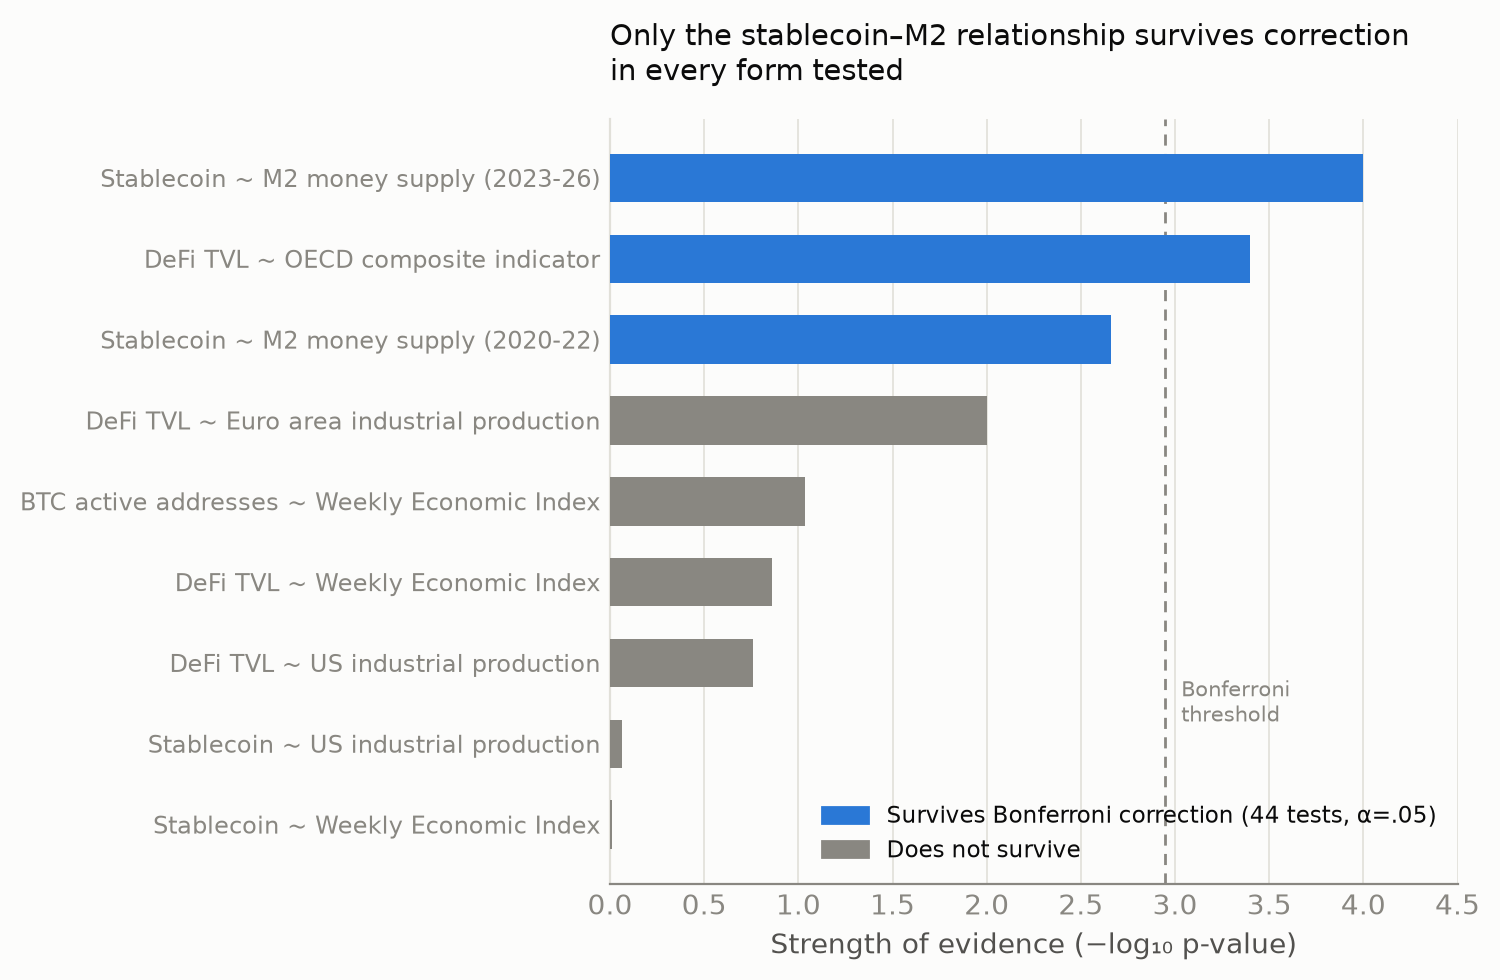 Only the stablecoin–M2 relationship survives correction
in every form tested
Stablecoin ~ M2 money supply (2023-26)
DeFi TVL ~ OECD composite indicator
Stablecoin ~ M2 money supply (2020-22)
DeFi TVL ~ Euro area industrial production
BTC active addresses ~ Weekly Economic Index
DeFi TVL ~ Weekly Economic Index
DeFi TVL ~ US industrial production
Bonferroni
threshold
Stablecoin ~ US industrial production
Stablecoin ~ Weekly Economic Index
Survives Bonferroni correction (44 tests, α=.05)
Does not survive
0.0 0.5 1.0 1.5 2.0 2.5 3.0 3.5 4.0 4.5
Strength of evidence (−log₁₀ p-value)